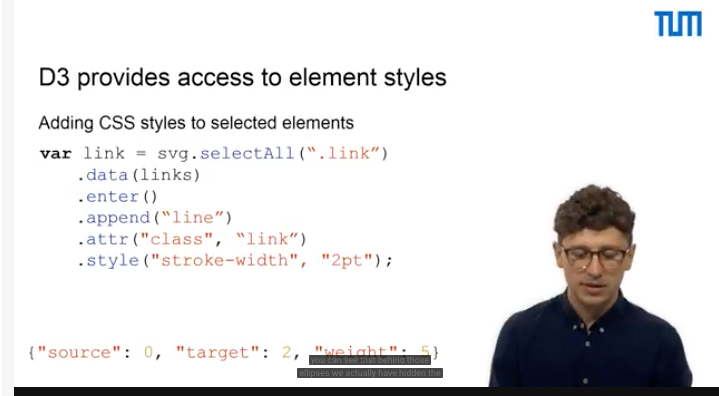 TUM
D3 provides access to element styles
Adding CSS styles to selected elements
var link = svg.selectAll(“.link”)
.data(links)
.enter()
.append(“line”)
.attr("class", “link”)
.style("stroke-width", "2pt");
{"source": 0, "target": 2, "weight": 5}
you can see that behind those
ellipses we actually have hidden the